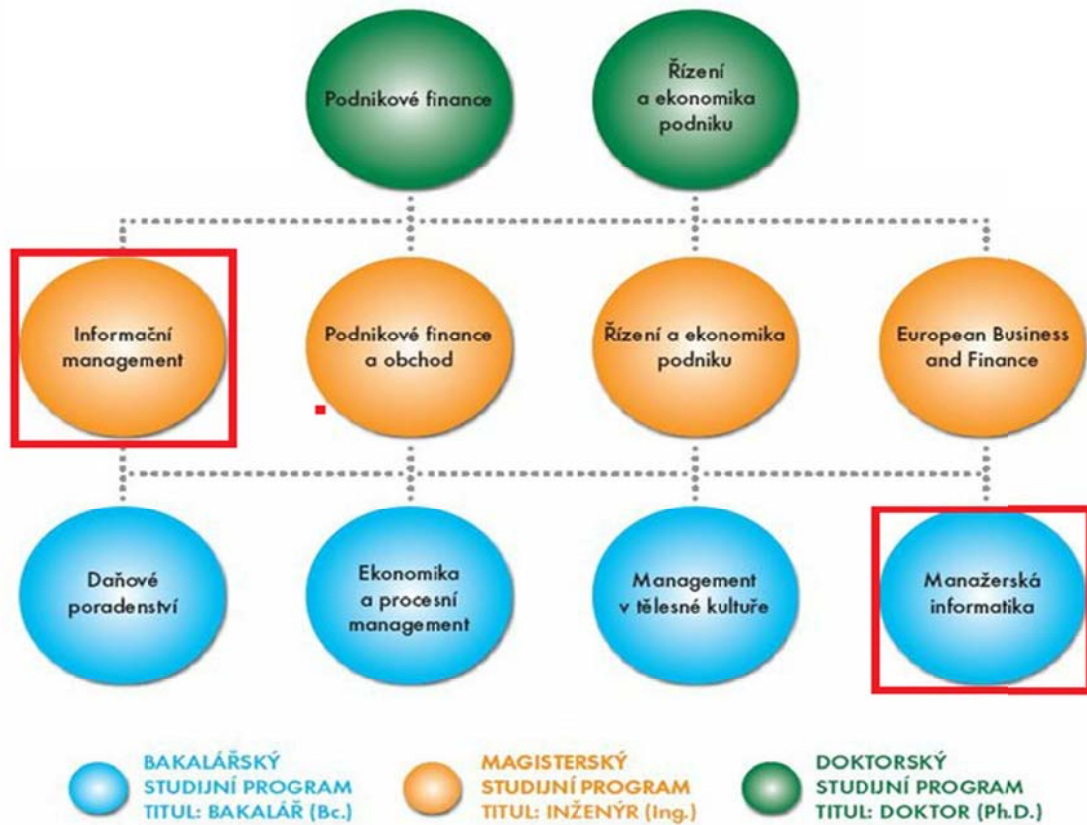 Podnikové finance
Řízení
a ekonomika
podniku
Informační
management
Podnikové finance
a obchod
Řízení a ekonomika
podniku
European Business
and Finance
Daňové
poradenství
Ekonomika
a procesní
management
Management
v tělesné kultuře
Manažerská
informatika
BAKALÁŘSKÝ
STUDIJNÍ PROGRAM
TITUL: BAKALÁŘ (Bc.)
MAGISTERSKÝ
STUDIJNÍ PROGRAM
TITUL: INŽENÝR (Ing.)
DOKTORSKÝ
STUDIJNÍ PROGRAM
TITUL: DOKTOR (Ph.D.)